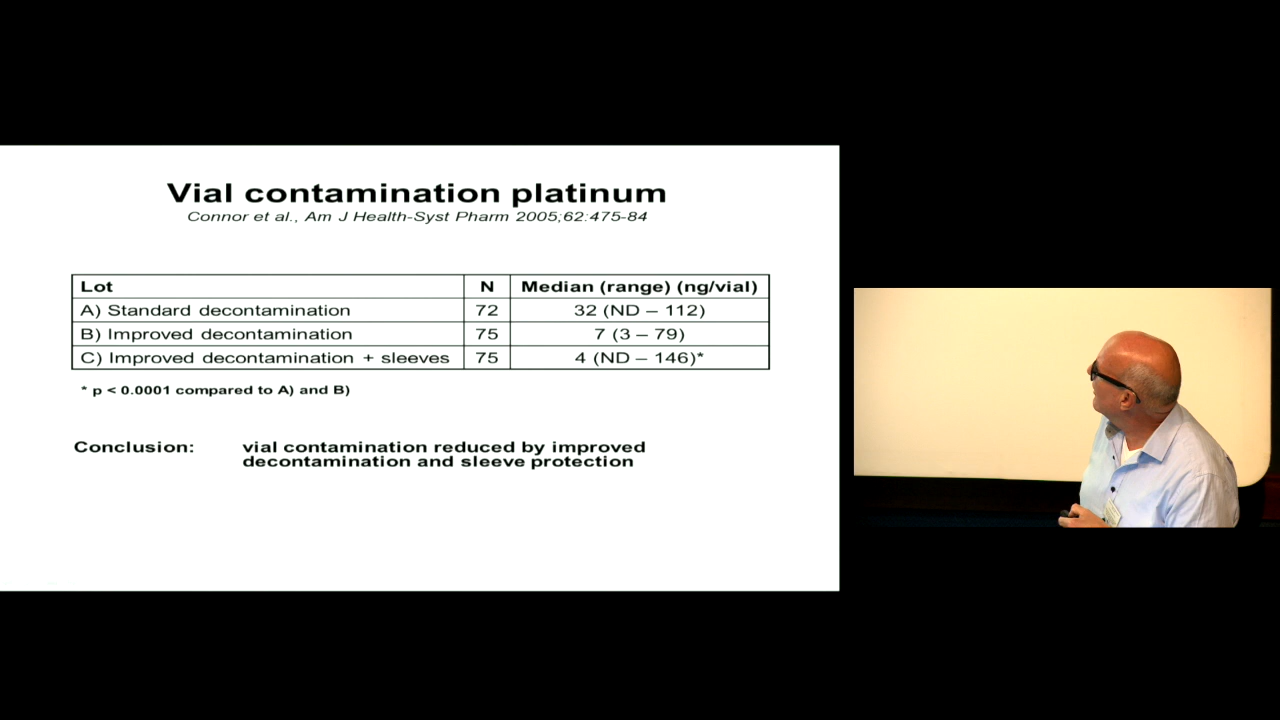 Vial contamination platinum
Connor et al., Am J Health-Syst Pharm 2005;62:475-84
Lot N Median (range) (ng/vial)
A) Standard decontamination 72 32 (ND – 112)
B) Improved decontamination 75 7 (3 – 79)
C) Improved decontamination + sleeves 75 4 (ND – 146)*
* p < 0.0001 compared to A) and B)
Conclusion: vial contamination reduced by improved
decontamination and sleeve protection